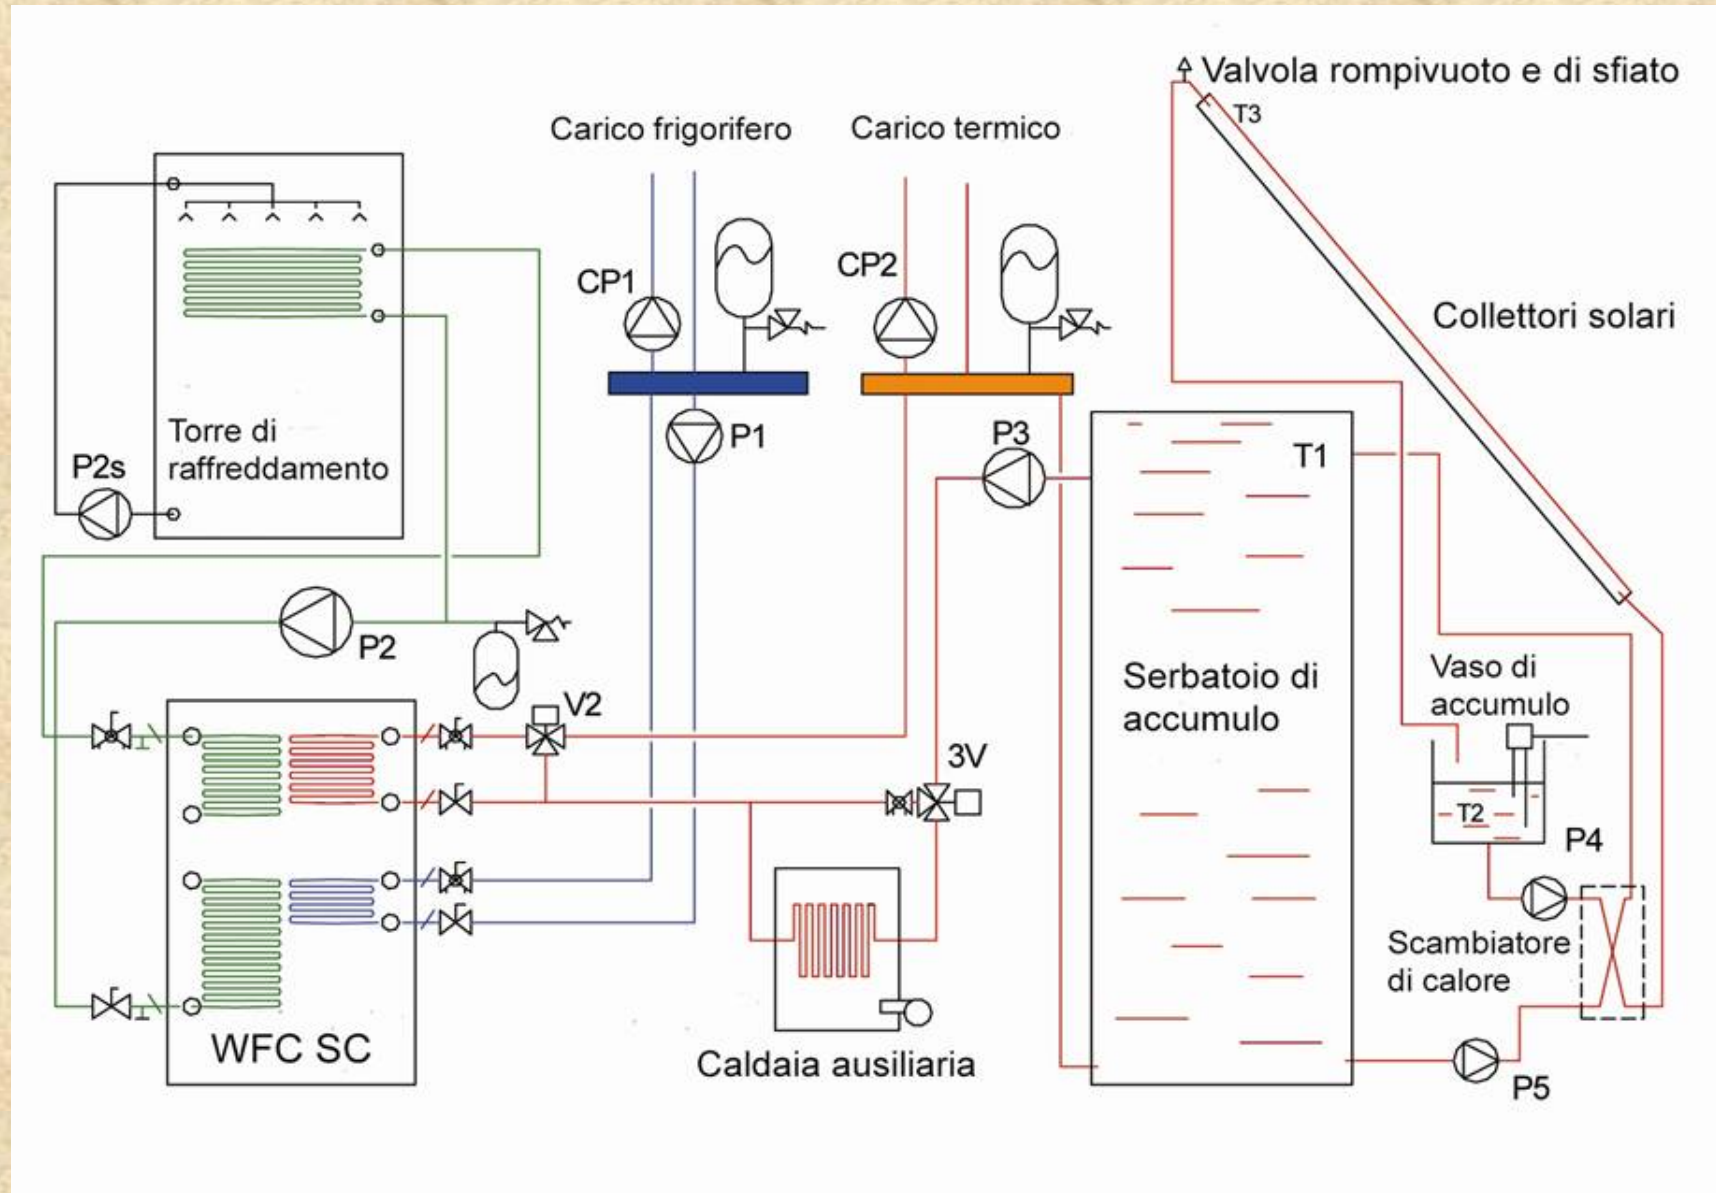 Valvola rompivuoto e di sfiato
T3
Carico frigorifero
Carico termico
CP1
CP2
Collettori solari
Torre di
raffreddamento
P2s
P1
P3
T1
P2
V2
Serbatoio di
accumulo
Vaso di
accumulo
3V
T2
P4
Scambiatore
di calore
WFC SC
Caldaia ausiliaria
P5